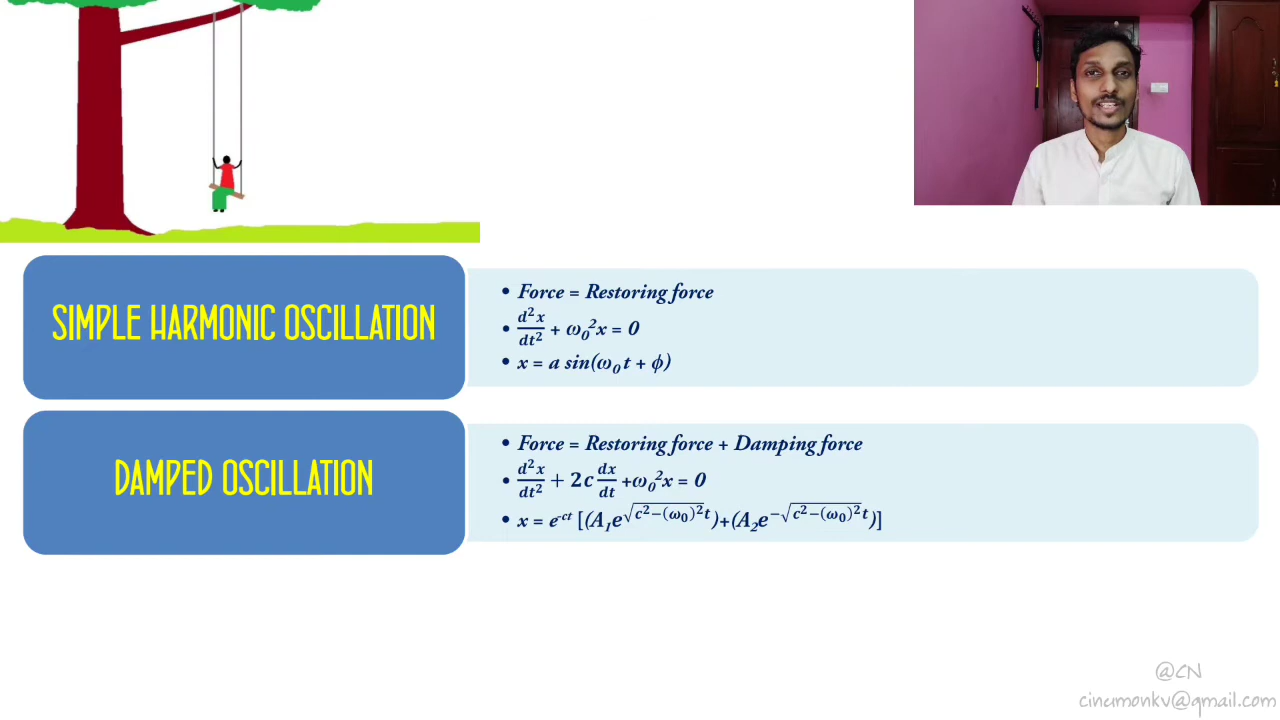 SIMPLE HARMONIC OSCILLATION
• Force = Restoring force
• d²x/dt² + ω₀²x = 0
• x = a sin(ω₀t + ϕ)
DAMPED OSCILLATION
• Force = Restoring force + Damping force
• d²x/dt² + 2c dx/dt +ω₀²x = 0
• x = e^-ct [(A₁e^√(c²−(ω₀)²)t)+(A₂e^−√(c²−(ω₀)²)t)]
@CN
cinumonkv@gmail.com